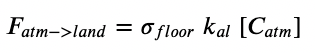 F_{atm->land} = σ_{floor} k_{al} [C_{atm}]